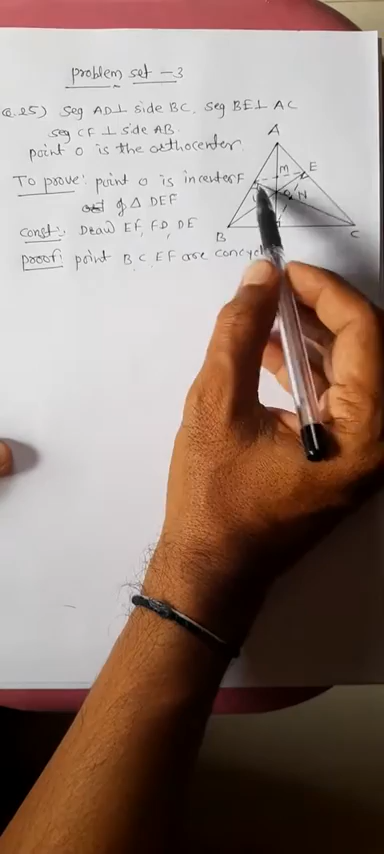 problem set - 3
Q.25) seg AD⊥ side BC, seg BE⊥ AC
seg CF ⊥ side AB.
point O is the orthocenter.
To prove: point O is incenter
of Δ DEF
const:- Draw EF, FD, DE
proof: point B C EF are
A
M
E
F
O
N
B
C